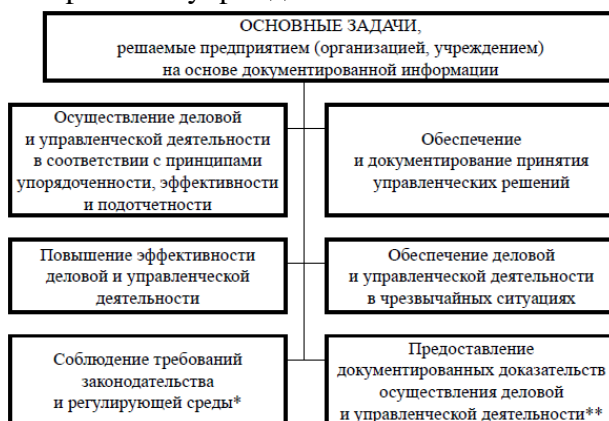 ОСНОВНЫЕ ЗАДАЧИ,
решаемые предприятием (организацией, учреждением)
на основе документированной информации
Осуществление деловой
и управленческой деятельности
в соответствии с принципами
упорядоченности, эффективности
и подотчетности
Обеспечение
и документирование принятия
управленческих решений
Повышение эффективности
деловой и управленческой
деятельности
Обеспечение деловой
и управленческой деятельности
в чрезвычайных ситуациях
Соблюдение требований
законодательства
и регулирующей среды*
Предоставление
документированных доказательств
осуществления деловой
и управленческой деятельности**